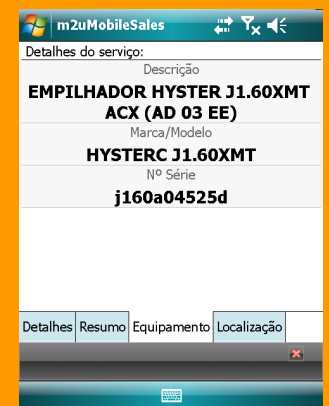 m2uMobileSales
Detalhes do serviço:
Descrição
EMPILHADOR HYSTER J1.60XMT
ACX (AD 03 EE)
Marca/Modelo
HYSTERC J1.60XMT
Nº Série
j160a04525d
Detalhes Resumo Equipamento Localização